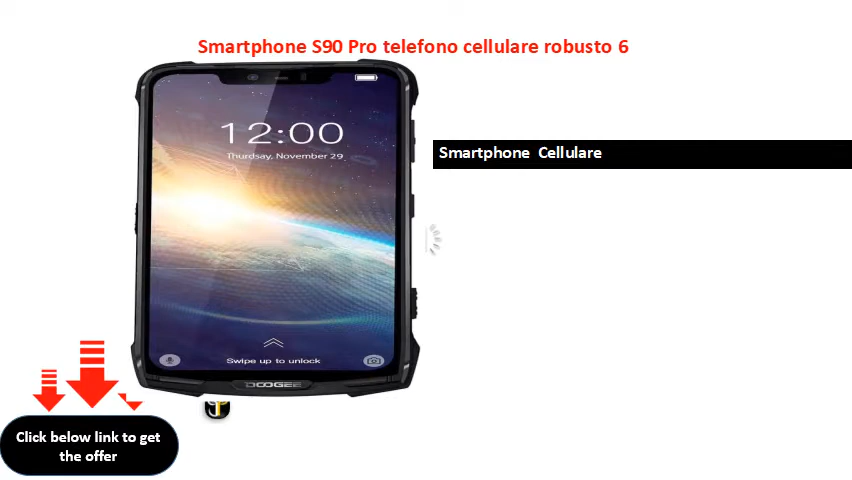 Smartphone S90 Pro telefono cellulare robusto 6
12:00
Thurdsay, November 29
Smartphone Cellulare
Swipe up to unlock
DOOGEE
Click below link to get
the offer